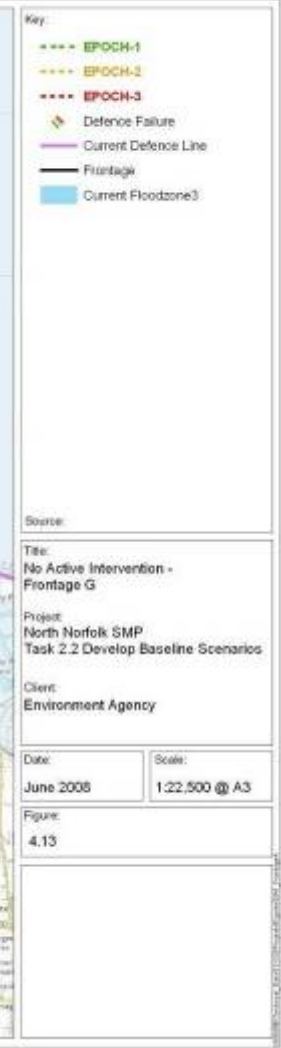 Key:
EPOCH-1
EPOCH-2
EPOCH-3
Defence Failure
Current Defence Line
Frontage
Current Floodzone3
Source:
Title:
No Active Intervention -
Frontage G
Project:
North Norfolk SMP
Task 2.2 Develop Baseline Scenarios
Client:
Environment Agency
Date:
June 2008
Scale:
1:22,500 @ A3
Figure:
4.13